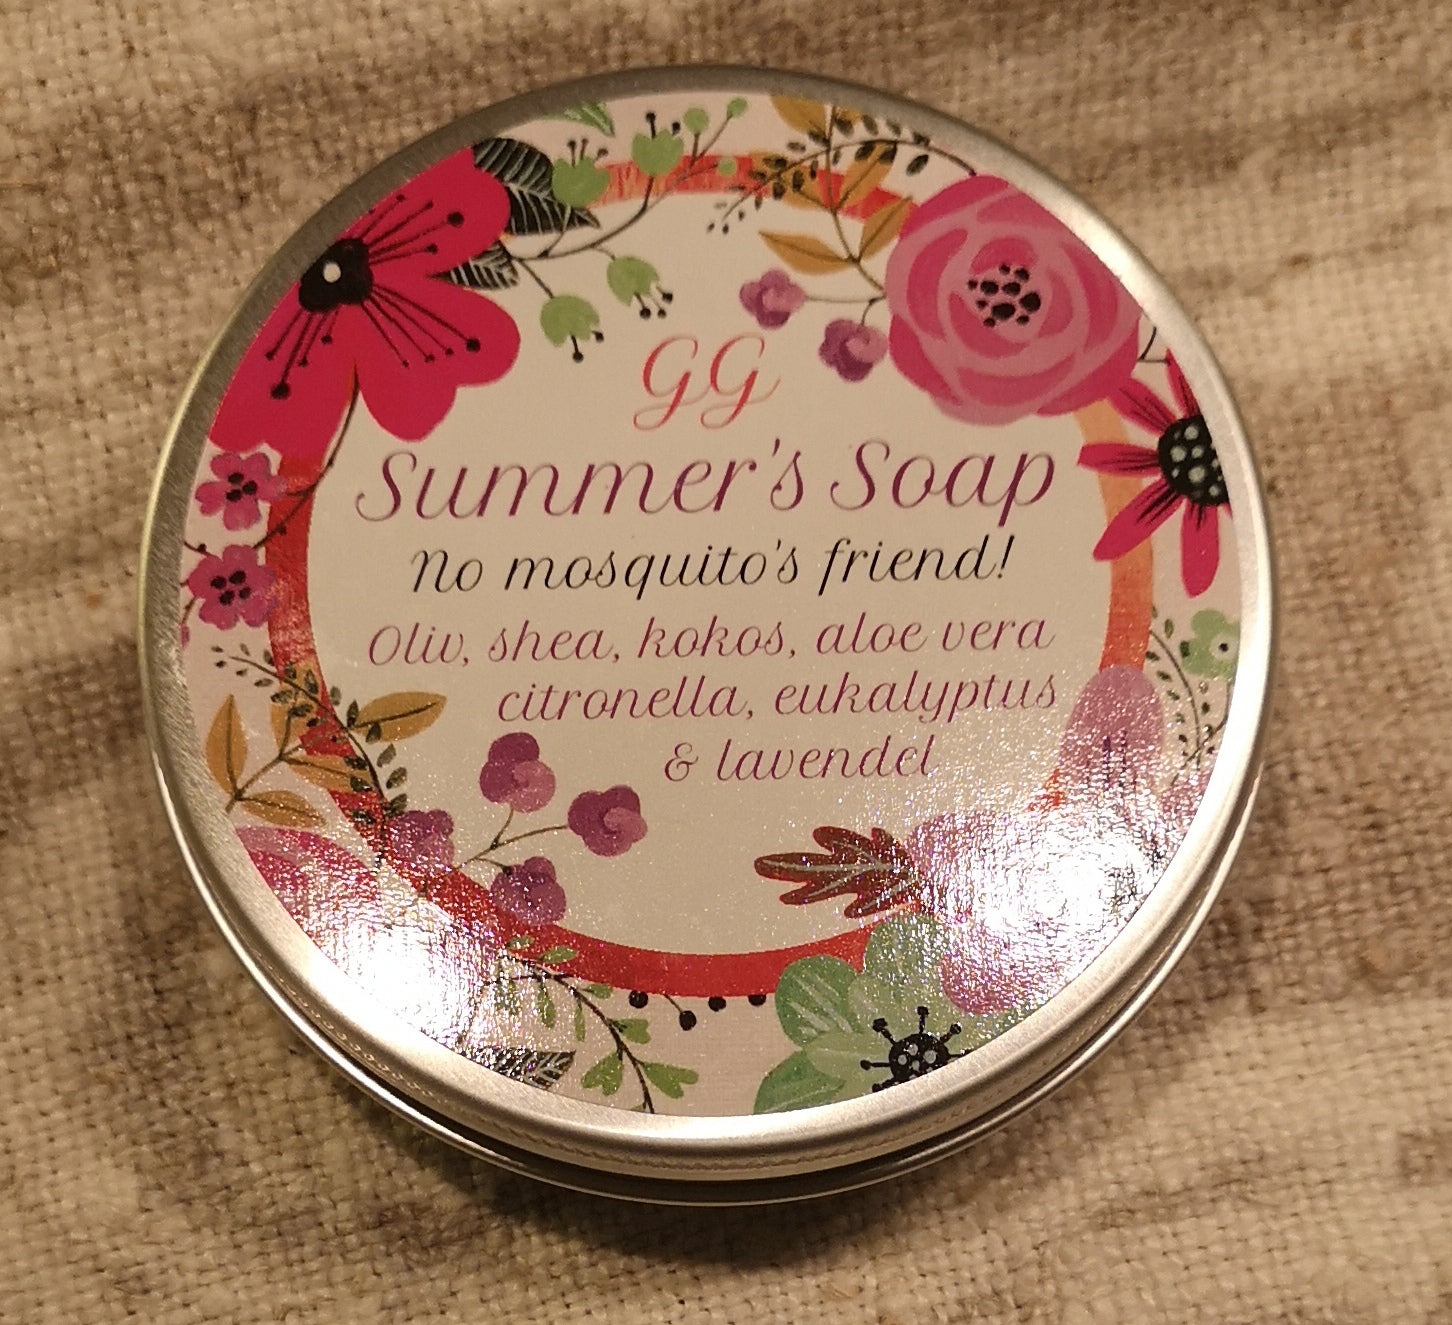 GG
Summer's Soap
No mosquito's friend!
Oliv, shea, kokos, aloe vera
citronella, eukalyptus
& lavendel